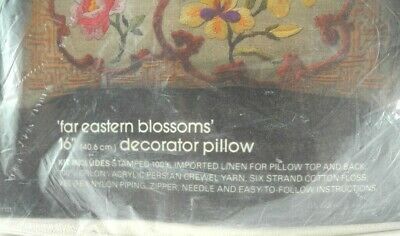 'far eastern blossoms'
16" (40.6 cm) decorator pillow
KIT INCLUDES STAMPED 100% IMPORTED LINEN FOR PILLOW TOP AND BACK,
ACRYLIC PERSIAN CREWEL YARN, SIX STRAND COTTON FLOSS,
NYLON PIPING, ZIPPER, NEEDLE AND EASY-TO-FOLLOW INSTRUCTIONS.